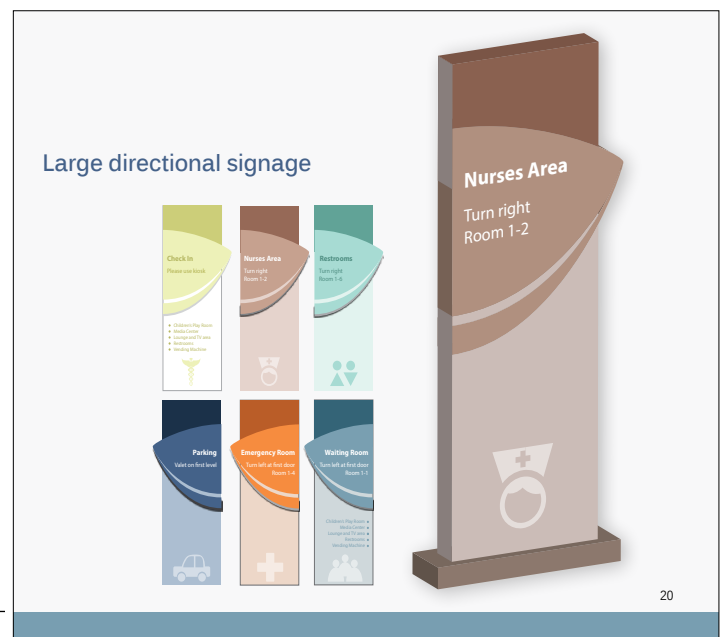 Large directional signage
Check In
Please use kiosk
Children's Play Room
Media Center
Lounge and TV area
Restrooms
Vending Machine
Nurses Area
Turn right
Room 1-2
Restrooms
Turn right
Room 1-6
Parking
Valet on first level
Emergency Room
Turn left at first door
Room 1-4
Waiting Room
Turn left at first door
Room 1-1
Children's Play Room
Media Center
Lounge and TV area
Restrooms
Vending Machine
Nurses Area
Turn right
Room 1-2
20